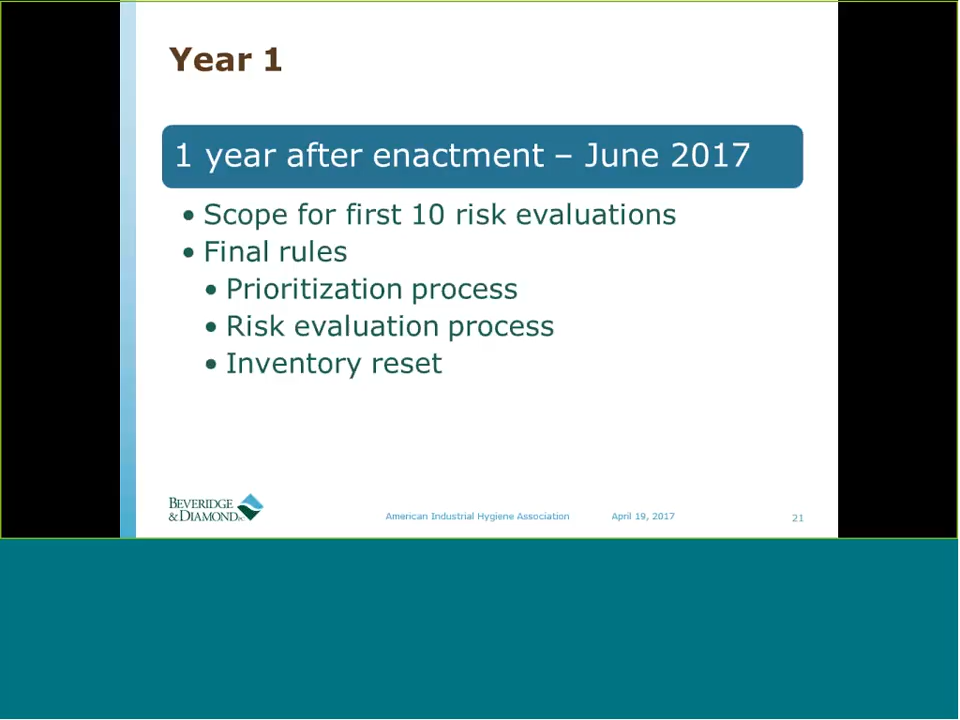 Year 1
1 year after enactment – June 2017
• Scope for first 10 risk evaluations
• Final rules
• Prioritization process
• Risk evaluation process
• Inventory reset
BEVERIDGE
& DIAMOND PC
American Industrial Hygiene Association April 19, 2017 21